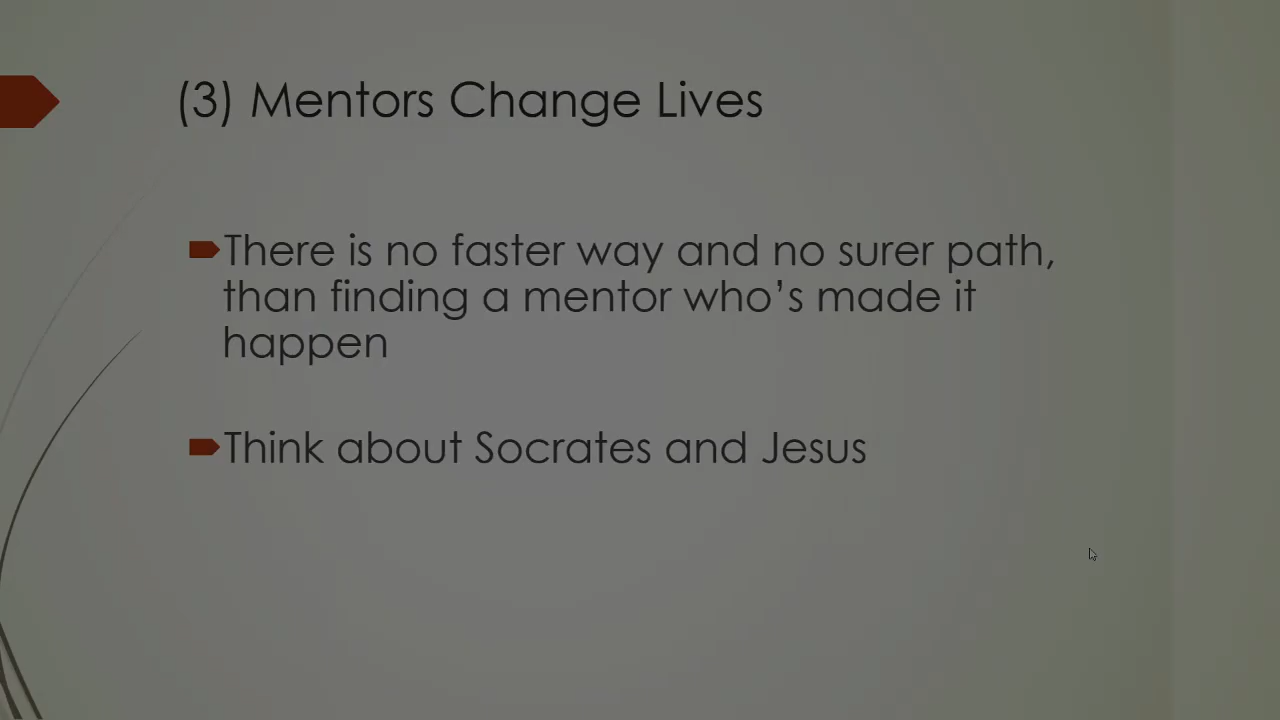 (3) Mentors Change Lives
There is no faster way and no surer path,
than finding a mentor who’s made it
happen
Think about Socrates and Jesus